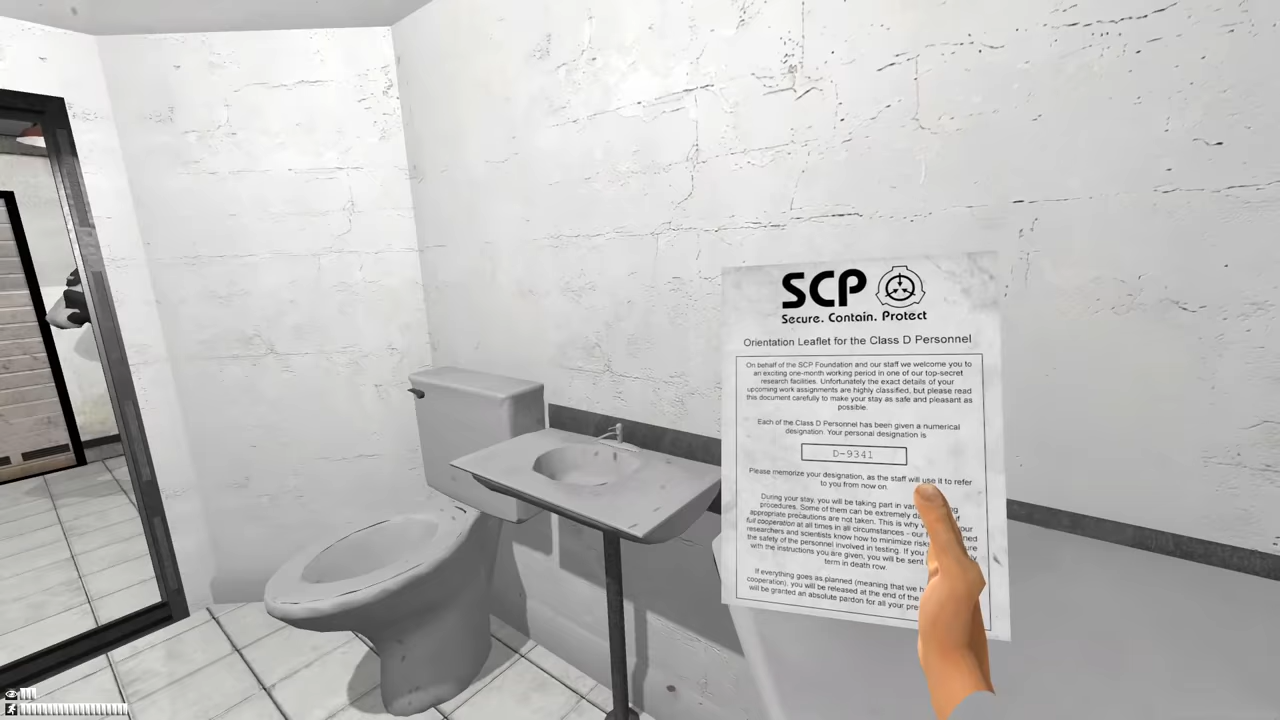 SCP
Secure. Contain. Protect
Orientation Leaflet for the Class D Personnel
On behalf of the SCP Foundation and our staff we welcome you to
an exciting one-month working period in one of our top-secret
research facilities. Unfortunately the exact details of your
upcoming work assignments are highly classified, but please read
this document carefully to make your stay as safe and pleasant as
possible.
Each of the Class D Personnel has been given a numerical
designation. Your personal designation is
D-9341
Please memorize your designation, as the staff will use it to refer
to you from now on.
During your stay, you will be taking part in
procedures. Some of them can be extremely if
appropriate precautions are not taken. This is why your
full cooperation at all times in all circumstances - our
researchers and scientists know how to minimize
the safety of the personnel involved in testing. If you
with the instructions you are given, you will be sent
term in death row.
If everything goes as planned (meaning that we
cooperation), you will be released at the end of the
will be granted an absolute pardon for all your